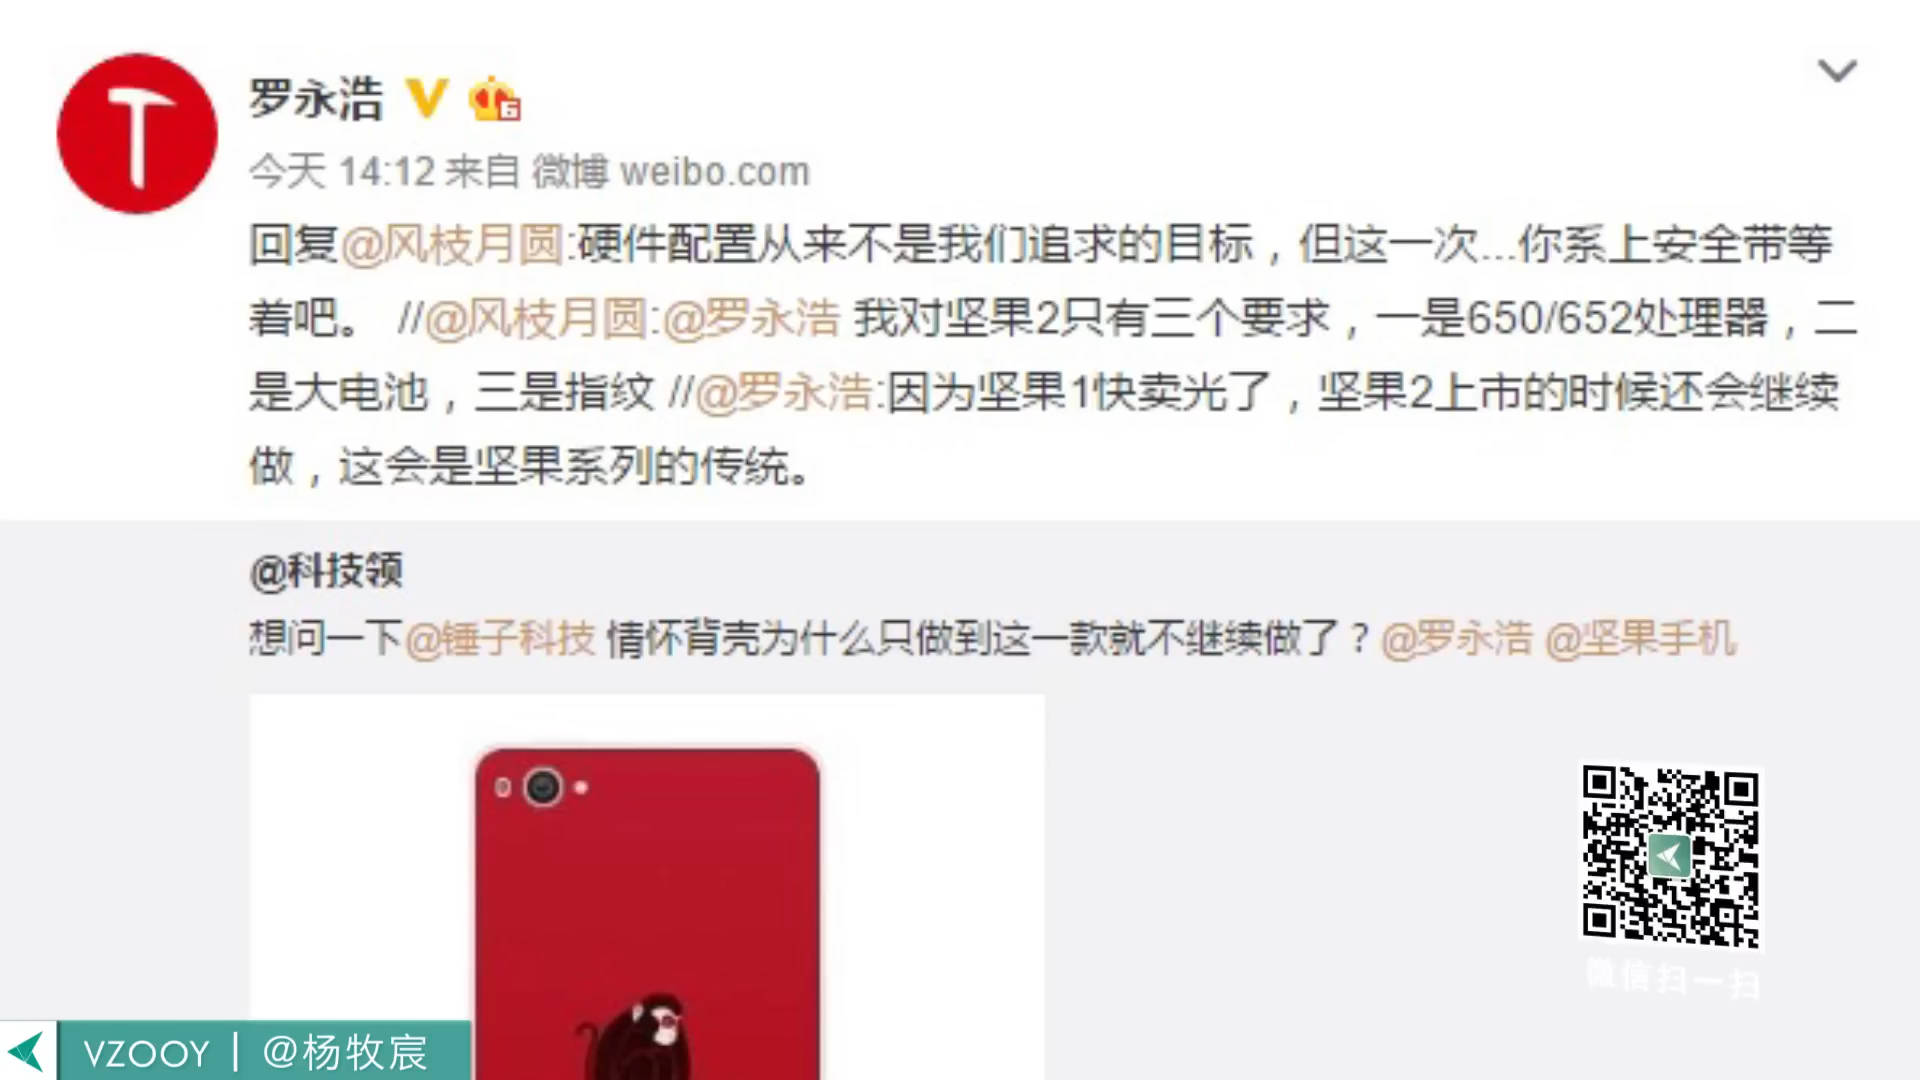 罗永浩
6
今天 14:12 来自 微博 weibo.com
回复@风枝月圆:硬件配置从来不是我们追求的目标，但这一次...你系上安全带等
着吧。 //@风枝月圆:@罗永浩 我对坚果2只有三个要求，一是650/652处理器，二
是大电池，三是指纹 //@罗永浩:因为坚果1快卖光了，坚果2上市的时候还会继续
做，这会是坚果系列的传统。
@科技领
想问一下@锤子科技 情怀背壳为什么只做到这一款就不继续做了？@罗永浩 @坚果手机
微信扫一扫
VZOOY | @杨牧宸